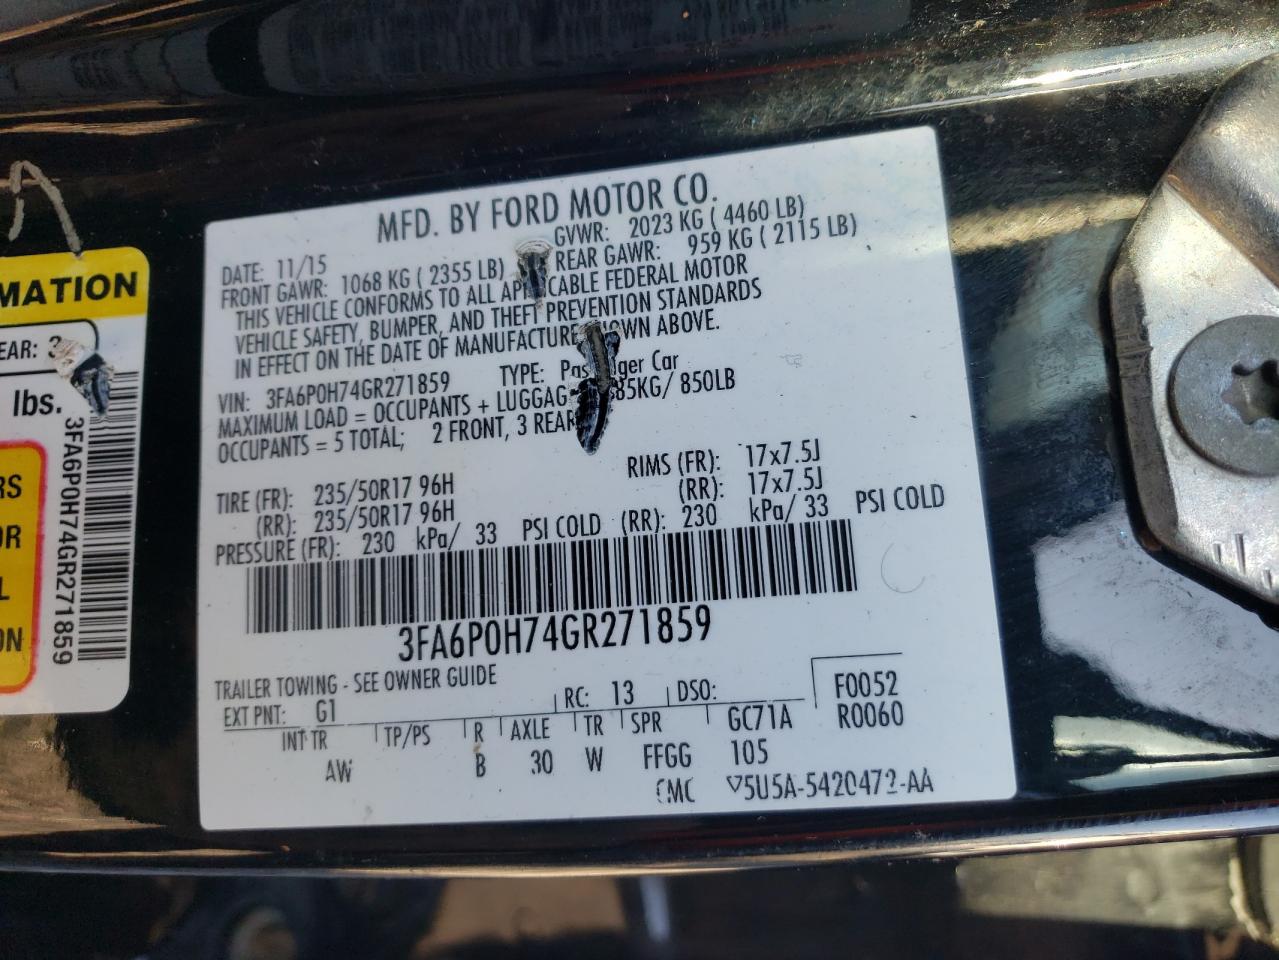 MFD. BY FORD MOTOR CO.
DATE: 11/15 GVWR: 2023 KG ( 4460 LB)
FRONT GAWR: 1068 KG ( 2355 LB) REAR GAWR: 959 KG ( 2115 LB)
THIS VEHICLE CONFORMS TO ALL FEDERAL MOTOR
VEHICLE SAFETY, BUMPER, AND THEFT PREVENTION STANDARDS
IN EFFECT ON THE DATE OF MANUFACTURE ABOVE.
VIN: 3FA6P0H74GR271859 TYPE: Car
MAXIMUM LOAD = OCCUPANTS + LUGGAGE 850LB
OCCUPANTS = 5 TOTAL; 2 FRONT, 3 REAR
TIRE (FR): 235/50R17 96H RIMS (FR): 17x7.5J
(RR): 235/50R17 96H (RR): 17x7.5J
PRESSURE (FR): 230 kPa/ 33 PSI COLD (RR): 230 kPa/ 33 PSI COLD
3FA6P0H74GR271859
TRAILER TOWING - SEE OWNER GUIDE
EXT PNT: G1 RC: 13 DSO: F0052
INT TR TP/PS R AXLE TR SPR GC71A R0060
AW B 30 W FFGG 105
5U5A-5420472-AA
MATION
EAR:
lbs.
3FA6P0H74GR271859
RS
OR
L
ON